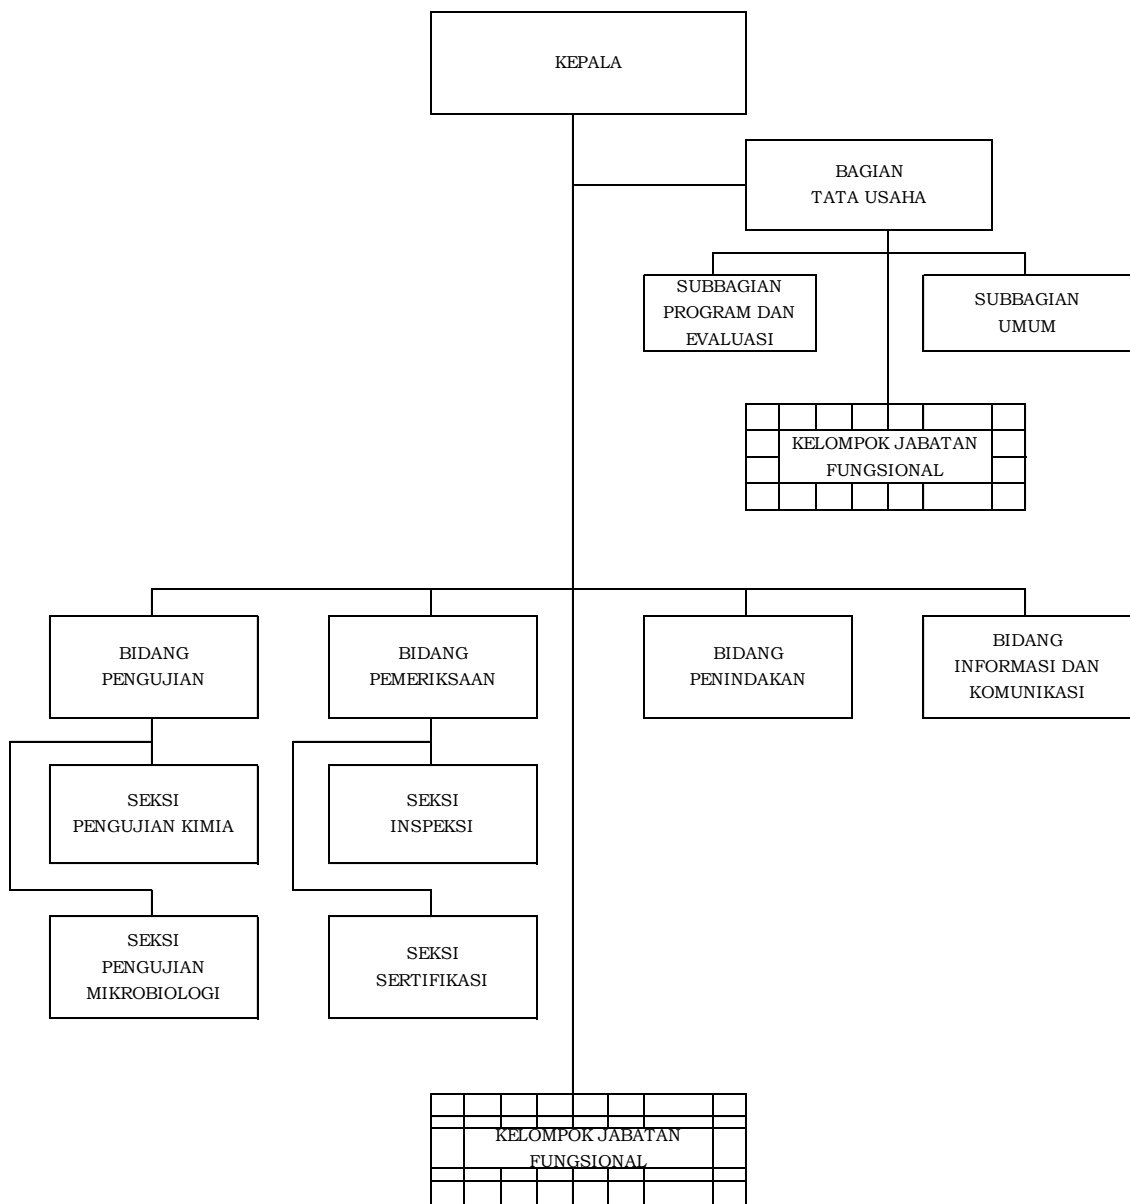 KEPALA
BAGIAN
TATA USAHA
SUBBAGIAN
PROGRAM DAN
EVALUASI
SUBBAGIAN
UMUM
KELOMPOK JABATAN
FUNGSIONAL
BIDANG
PENGUJIAN
BIDANG
PEMERIKSAAN
BIDANG
PENINDAKAN
BIDANG
INFORMASI DAN
KOMUNIKASI
SEKSI
PENGUJIAN KIMIA
SEKSI
INSPEKSI
SEKSI
PENGUJIAN
MIKROBIOLOGI
SEKSI
SERTIFIKASI
KELOMPOK JABATAN
FUNGSIONAL